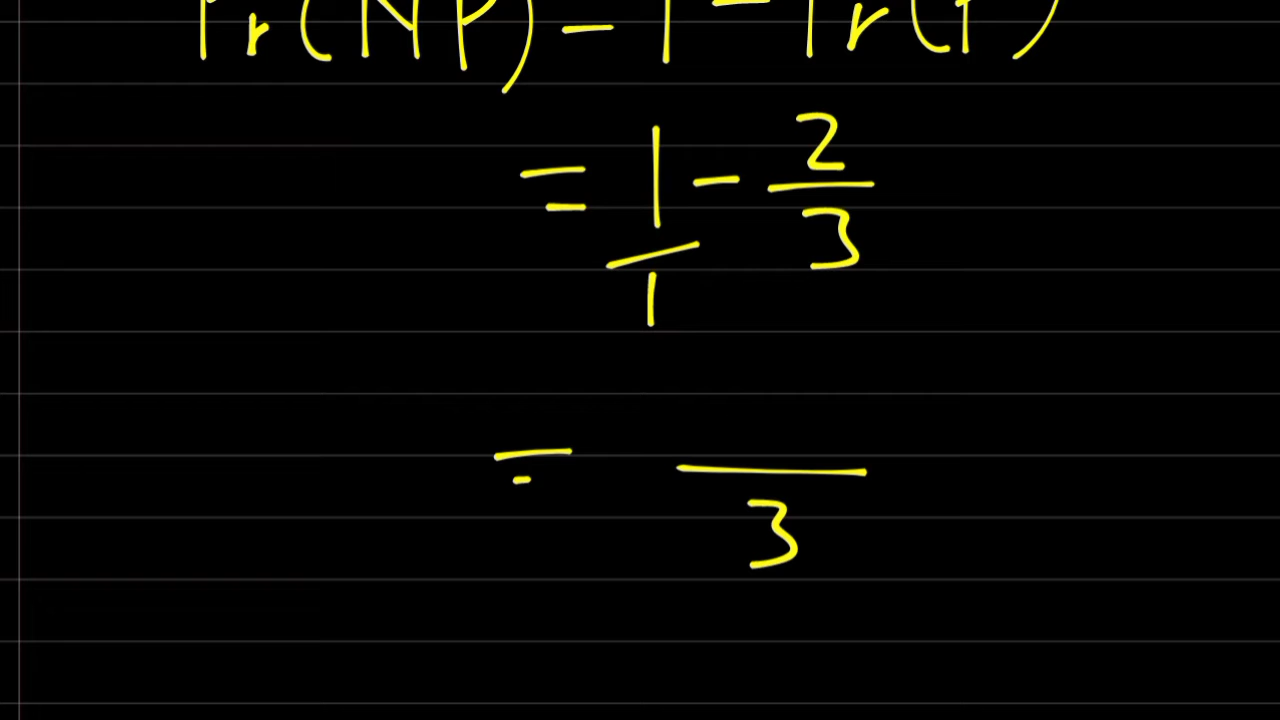 Pr(NP) = 1 - Pr(P)
= 1/1 - 2/3
= /3